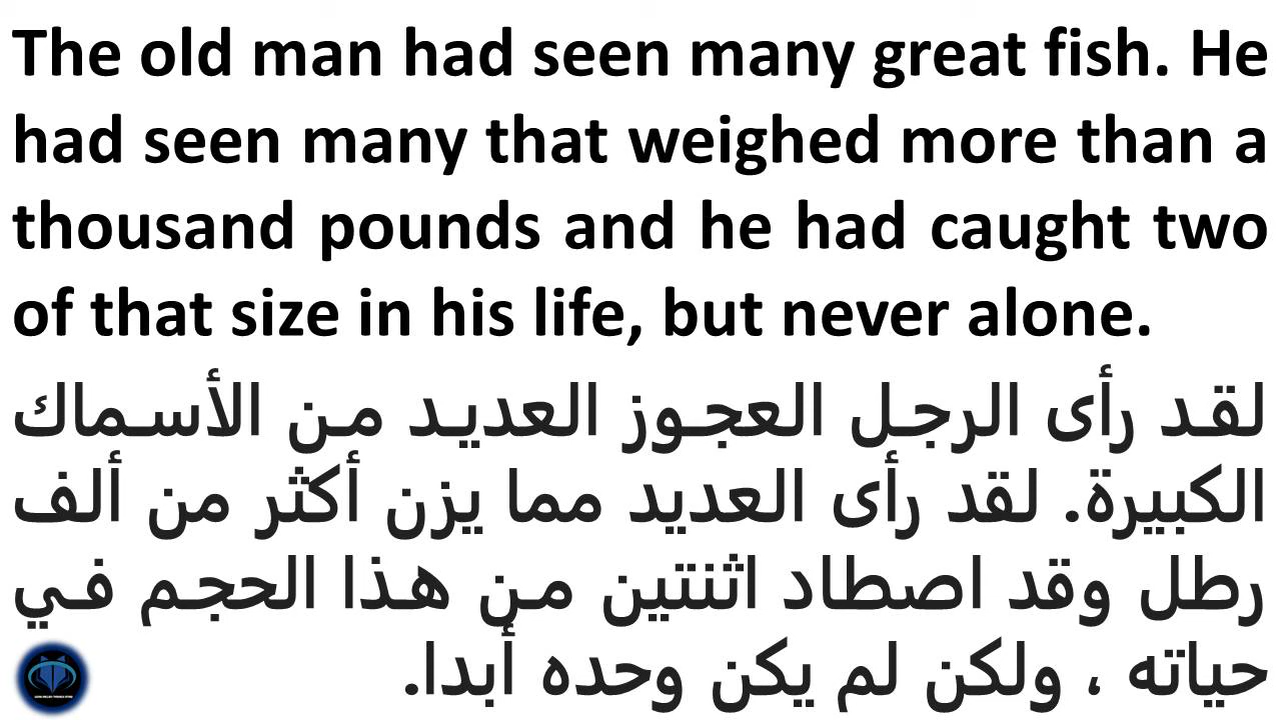 The old man had seen many great fish. He
had seen many that weighed more than a
thousand pounds and he had caught two
of that size in his life, but never alone.
لقد رأى الرجل العجوز العديد من الأسماك
الكبيرة. لقد رأى العديد مما يزن أكثر من ألف
رطل وقد اصطاد اثنتين من هذا الحجم في
حياته ، ولكن لم يكن وحده أبدا.